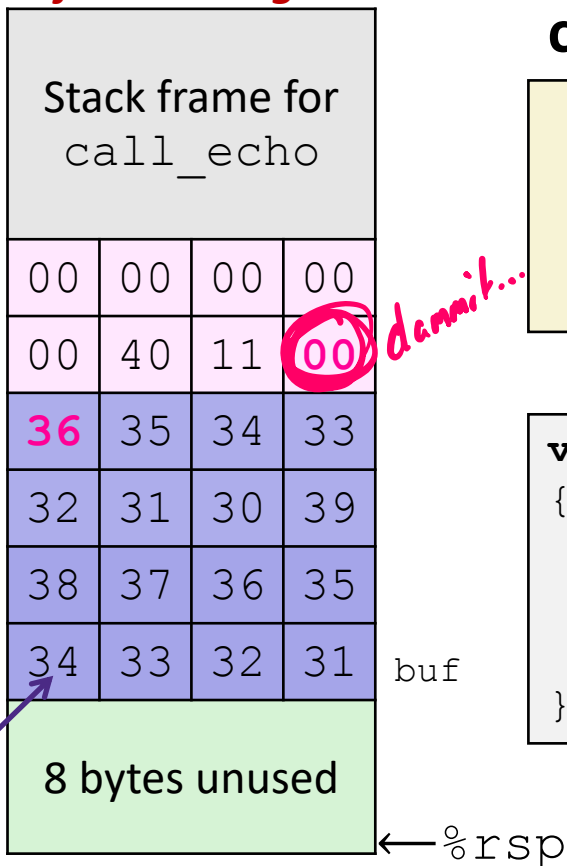 Stack frame for
call_echo
00 00 00 00
00 40 11 00 dammit...
36 35 34 33
32 31 30 39
38 37 36 35
34 33 32 31 buf
8 bytes unused
←%rsp
{
}